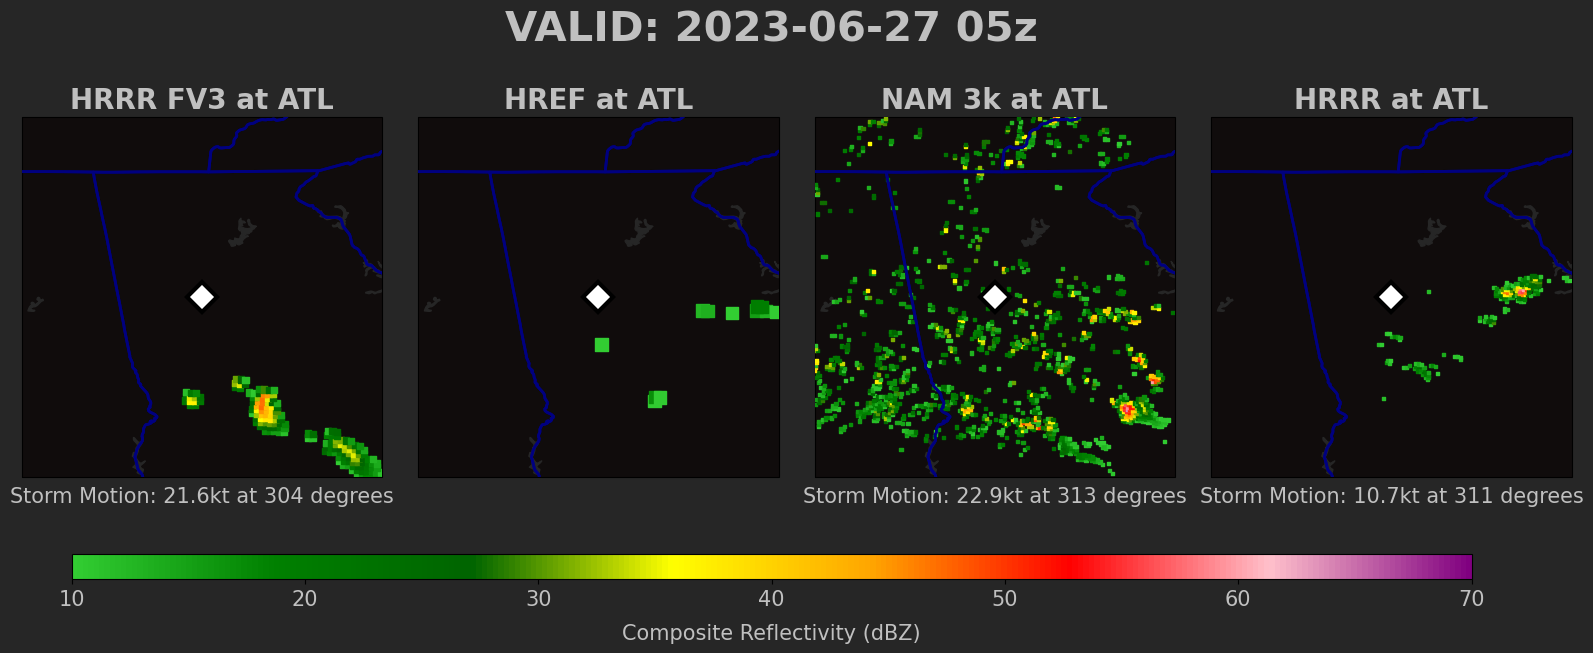 VALID: 2023-06-27 05z
HRRR FV3 at ATL
HREF at ATL
NAM 3k at ATL
HRRR at ATL
Storm Motion: 21.6kt at 304 degrees
Storm Motion: 22.9kt at 313 degrees
Storm Motion: 10.7kt at 311 degrees
10 20 30 40 50 60 70
Composite Reflectivity (dBZ)